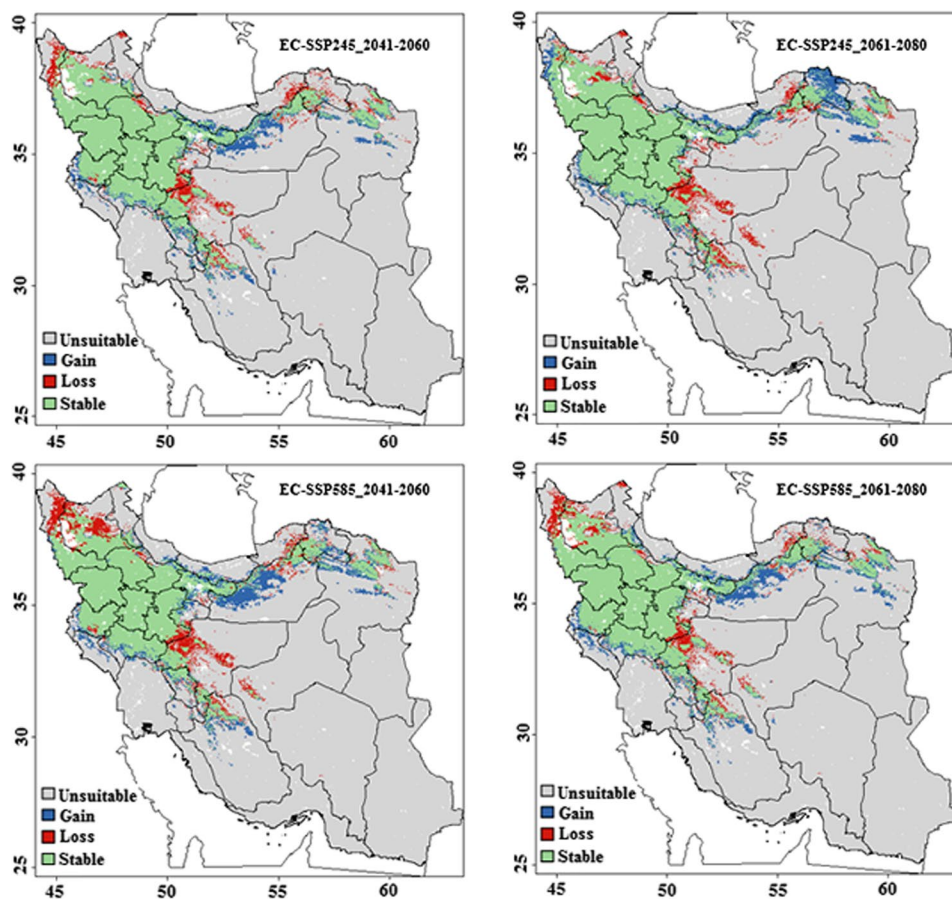 EC-SSP245_2041-2060
40
35
30
25
Unsuitable
Gain
Loss
Stable
45 50 55 60
EC-SSP245_2061-2080
40
35
30
25
Unsuitable
Gain
Loss
Stable
45 50 55 60
EC-SSP585_2041-2060
40
35
30
25
Unsuitable
Gain
Loss
Stable
45 50 55 60
EC-SSP585_2061-2080
40
35
30
25
Unsuitable
Gain
Loss
Stable
45 50 55 60